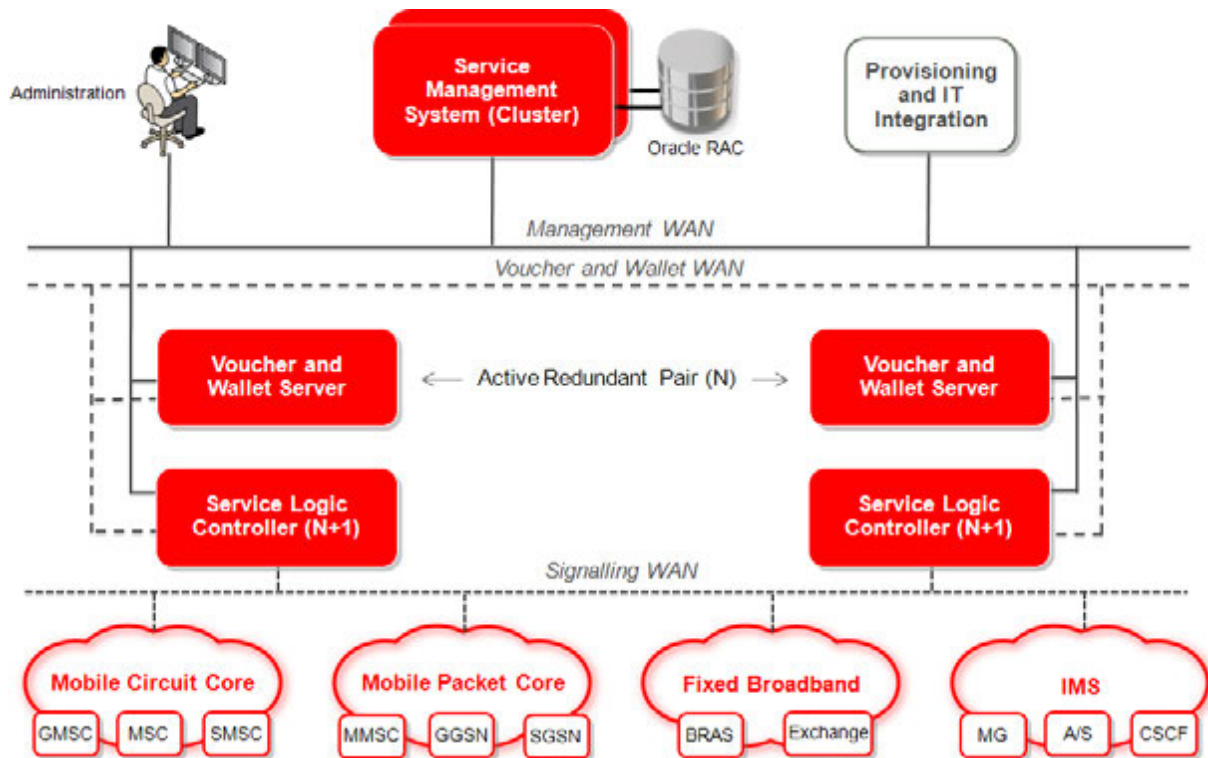 Administration
Service
Management
System (Cluster)
Oracle RAC
Provisioning
and IT
Integration
Management WAN
Voucher and Wallet WAN
Voucher and
Wallet Server
Active Redundant Pair (N)
Voucher and
Wallet Server
Service Logic
Controller (N+1)
Service Logic
Controller (N+1)
Signalling WAN
Mobile Circuit Core
GMSC
MSC
SMSC
Mobile Packet Core
MMSC
GGSN
SGSN
Fixed Broadband
BRAS
Exchange
IMS
MG
A/S
CSCF